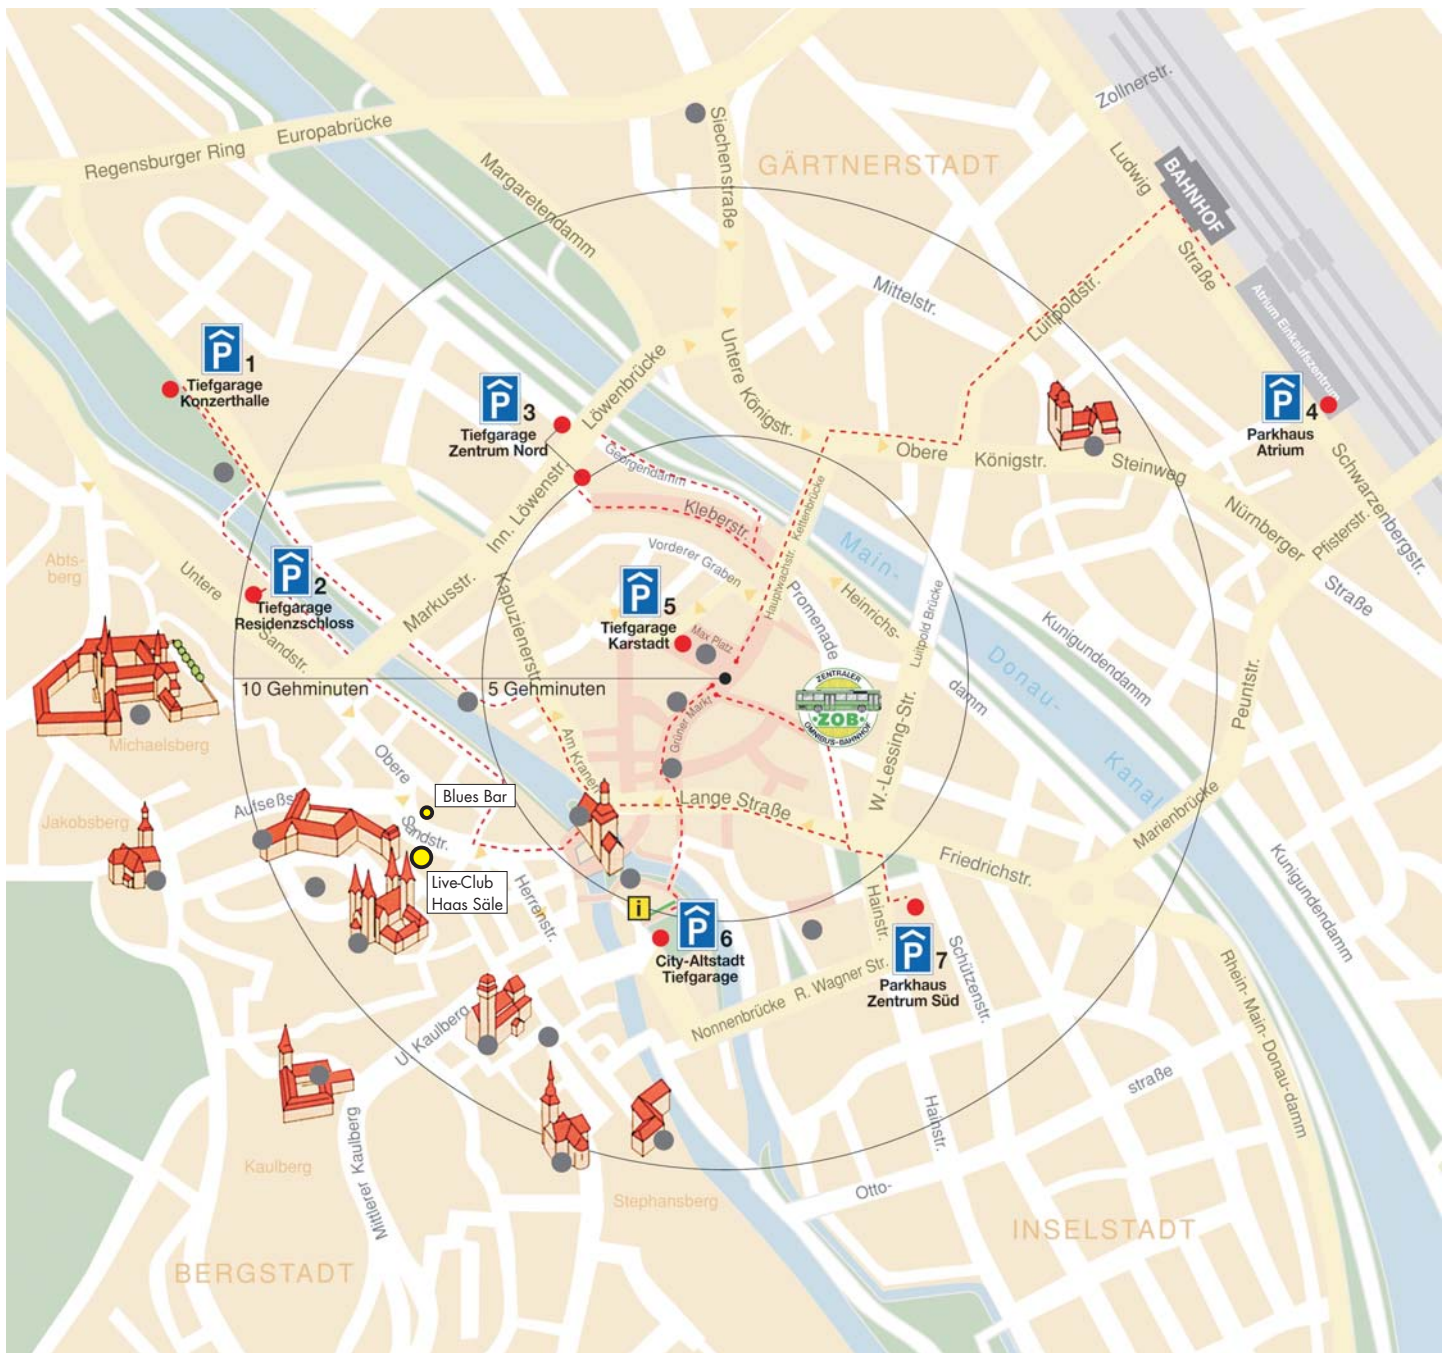 Zollnerstr.
Siechenstraße
Europabrücke
Regensburger Ring
Margaretendamm
GÄRTNERSTADT
Ludwig
BAHNHOF
Straße
Mittelstr.
Luitpoldstr.
Atrium Einkaufszentrum
P 1
Tiefgarage
Konzerthalle
P 3
Tiefgarage
Zentrum Nord
Löwenbrücke
Untere Königstr.
P 4
Parkhaus
Atrium
Obere
Königstr.
Steinweg
Nürnberger
Straße
Schwarzenbergstr.
Pfisterstr.
Georgendamm
Inn. Löwenstr.
Kleberstr.
Kettenbrücke
Hauptwachstr.
Vorderer Graben
Main-
Donau-
Kanal
Abts-
berg
Untere
Sandstr.
P 2
Tiefgarage
Residenzschloss
Markusstr.
Kapuzienerstr.
P 5
Tiefgarage
Karstadt
Max Platz
Promenade
Heinrichs-
damm
Luitpold Brücke
Kunigundendamm
Peuntstr.
10 Gehminuten
5 Gehminuten
ZENTRALER
ZOB
OMNIBUS-BAHNHOF
Grüner Markt
W.-Lessing-Str.
Michaelsberg
Obere
Sandstr.
Am Kranen
Blues Bar
Lange Straße
Aufseßstr.
Jakobsberg
Marienbrücke
Friedrichstr.
Kunigundendamm
Live-Club
Haas Säle
Herrenstr.
i
P 6
City-Altstadt
Tiefgarage
Hainstr.
P 7
Parkhaus
Zentrum Süd
Schützenstr.
R. Wagner Str.
Nonnenbrücke
Rhein-Main-Donau-damm
U. Kaulberg
Mittlerer Kaulberg
Kaulberg
Hainstr.
straße
Otto-
Stephansberg
INSELSTADT
BERGSTADT